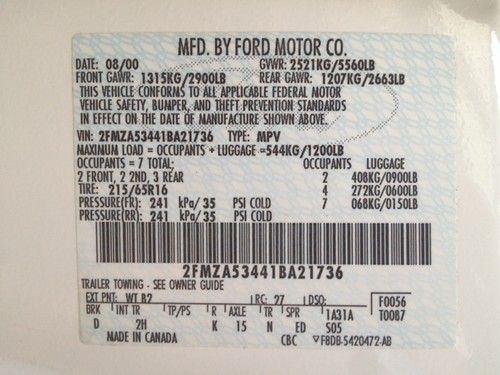 MFD. BY FORD MOTOR CO.
DATE: 08/00 GVWR: 2521KG/5560LB
FRONT GAWR: 1315KG/2900LB REAR GAWR: 1207KG/2663LB
THIS VEHICLE CONFORMS TO ALL APPLICABLE FEDERAL MOTOR
VEHICLE SAFETY, BUMPER, AND THEFT PREVENTION STANDARDS
IN EFFECT ON THE DATE OF MANUFACTURE SHOWN ABOVE.
VIN: 2FMZA53441BA21736 TYPE: MPV
MAXIMUM LOAD = OCCUPANTS + LUGGAGE =544KG/1200LB
OCCUPANTS = 7 TOTAL; OCCUPANTS LUGGAGE
2 FRONT, 2 2ND, 3 REAR 2 408KG/0900LB
TIRE: 215/65R16 4 272KG/0600LB
PRESSURE(FR): 241 kPa/ 35 PSI COLD 7 068KG/0150LB
PRESSURE(RR): 241 kPa/ 35 PSI COLD
2FMZA53441BA21736
TRAILER TOWING - SEE OWNER GUIDE
EXT PNT: WT B2 RC: 27 DSO: F0056
BRK INT TR TP/PS R AXLE TR SPR 1A31A T0087
D 2H K 15 N ED S05
MADE IN CANADA CBC ▽F8DB-5420472-AB